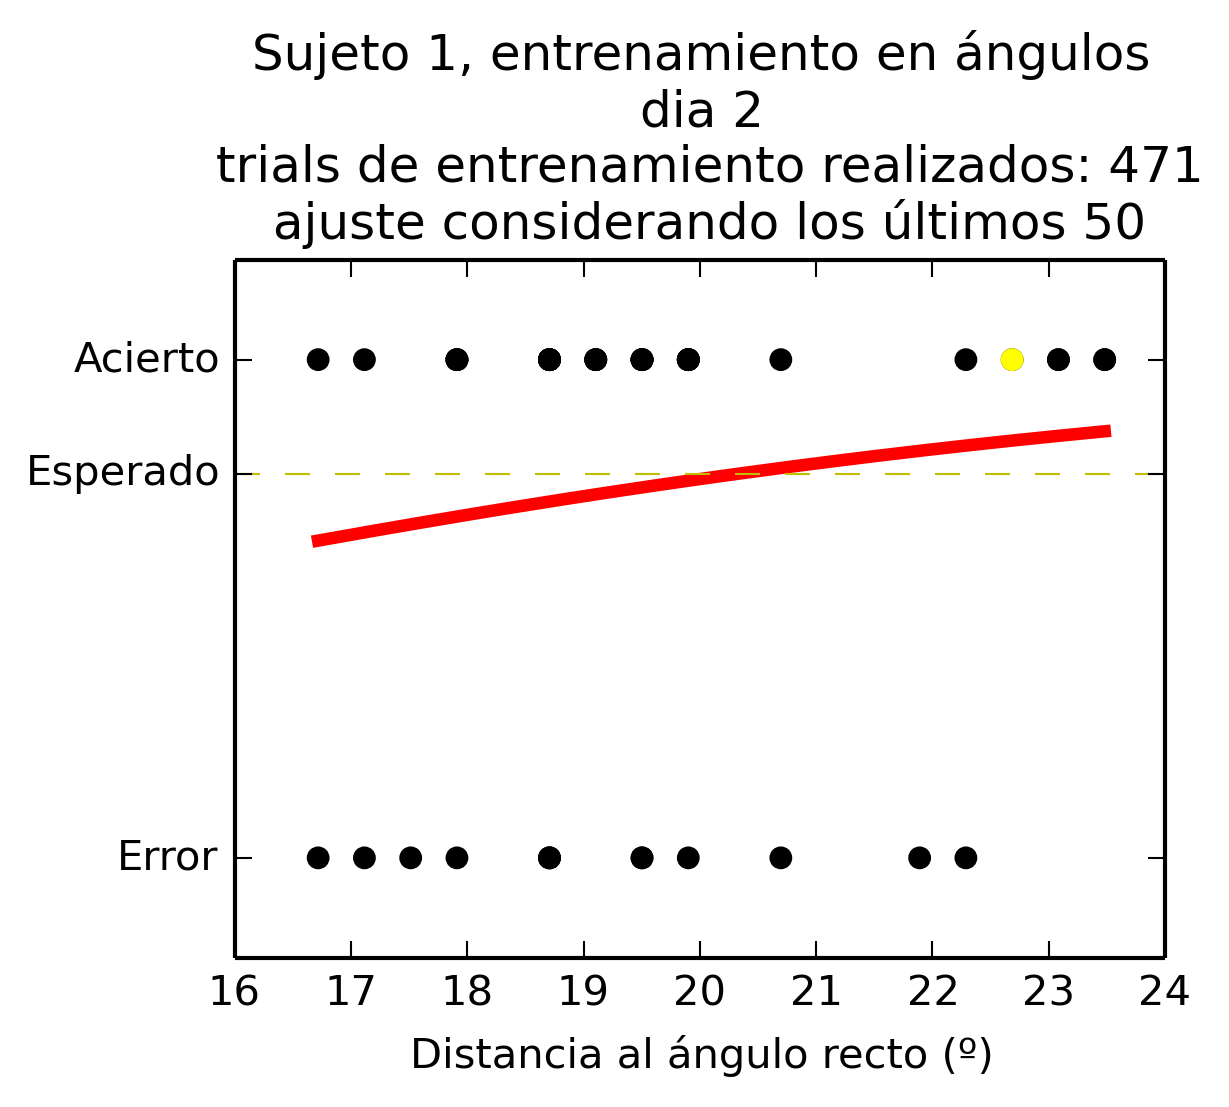 Sujeto 1, entrenamiento en ángulos
dia 2
trials de entrenamiento realizados: 471
ajuste considerando los últimos 50
Acierto
Esperado
Error
16 17 18 19 20 21 22 23 24
Distancia al ángulo recto (º)